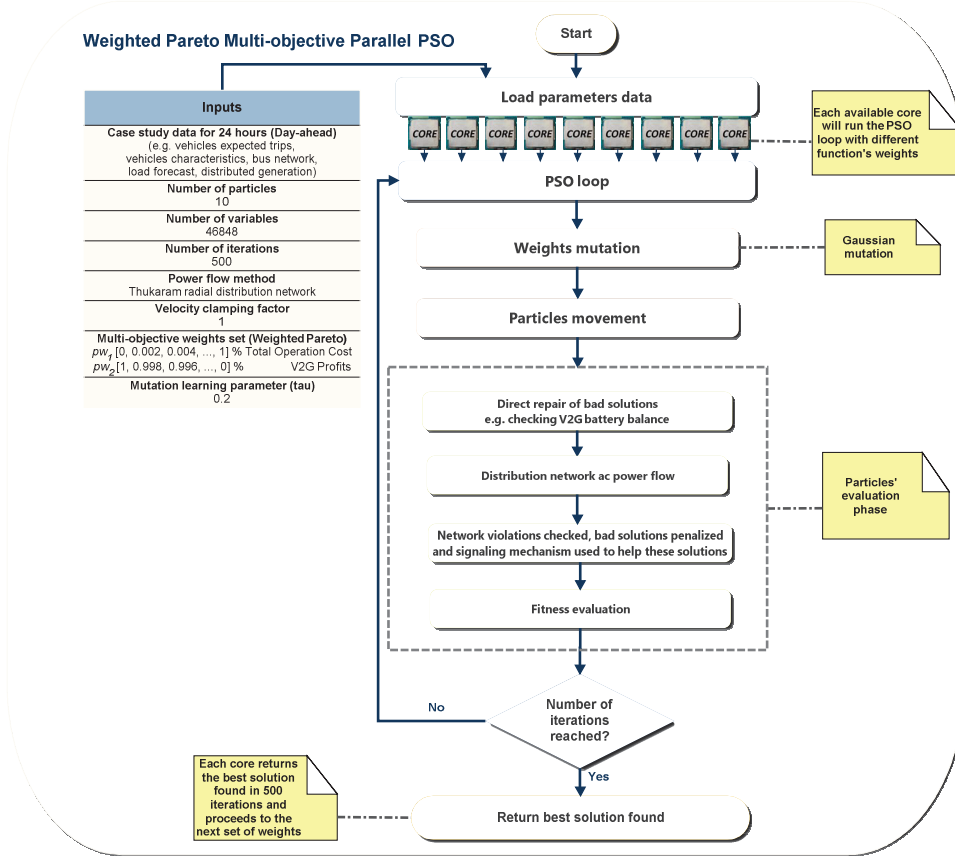 Weighted Pareto Multi-objective Parallel PSO
Start
Inputs
Case study data for 24 hours (Day-ahead)
(e.g. vehicles expected trips,
vehicles characteristics, bus network,
load forecast, distributed generation)
Number of particles
10
Number of variables
46848
Number of iterations
500
Power flow method
Thukaram radial distribution network
Velocity clamping factor
1
Multi-objective weights set (Weighted Pareto)
pw1 [0, 0.002, 0.004, ..., 1] % Total Operation Cost
pw2 [1, 0.998, 0.996, ..., 0] % V2G Profits
Mutation learning parameter (tau)
0.2
Load parameters data
CORE CORE CORE CORE CORE CORE CORE CORE CORE
Each available core
will run the PSO
loop with different
function's weights
PSO loop
Weights mutation
Gaussian
mutation
Particles movement
Direct repair of bad solutions
e.g. checking V2G battery balance
Distribution network ac power flow
Network violations checked, bad solutions penalized
and signaling mechanism used to help these solutions
Fitness evaluation
Particles'
evaluation
phase
Number of
iterations
reached?
No
Yes
Each core returns
the best solution
found in 500
iterations and
proceeds to the
next set of weights
Return best solution found